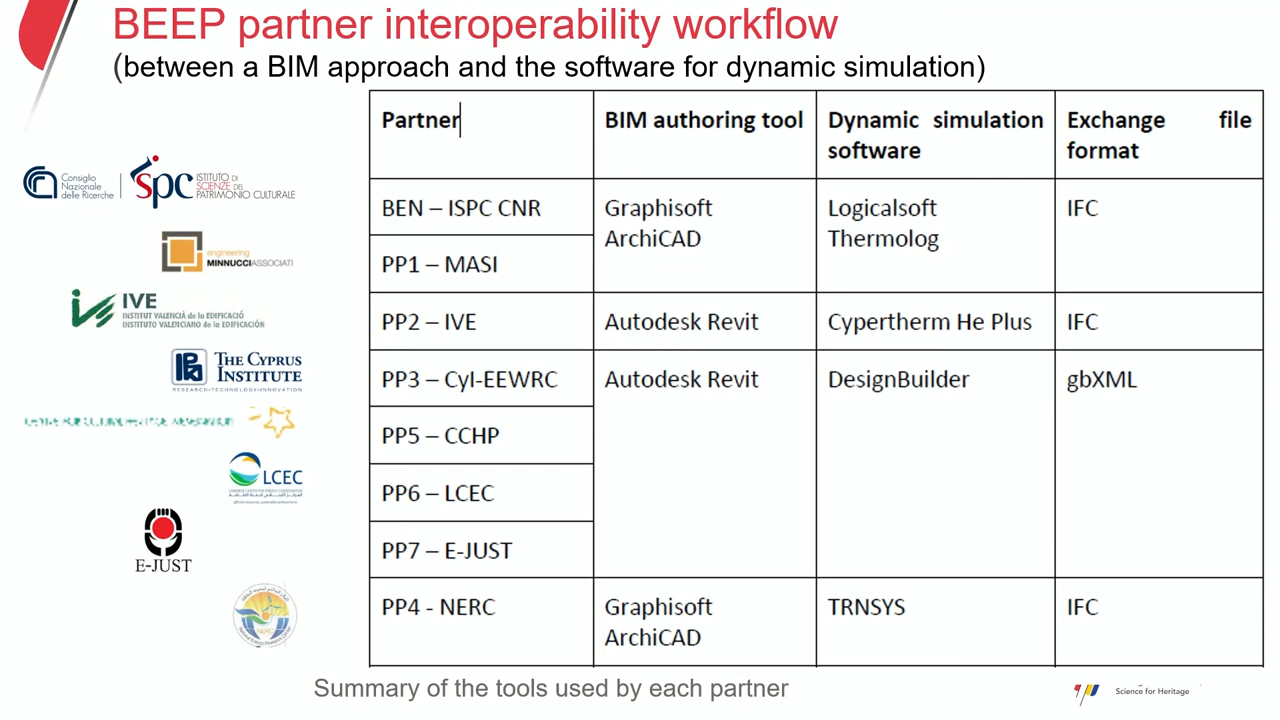 BEEP partner interoperability workflow
(between a BIM approach and the software for dynamic simulation)
Partner
BIM authoring tool
Dynamic simulation
software
Exchange file
format
BEN – ISPC CNR
Graphisoft
ArchiCAD
Logicalsoft
Thermolog
IFC
PP1 – MASI
PP2 – IVE
Autodesk Revit
Cypertherm He Plus
IFC
PP3 – CyI-EEWRC
Autodesk Revit
DesignBuilder
gbXML
PP5 – CCHP
PP6 – LCEC
PP7 – E-JUST
PP4 - NERC
Graphisoft
ArchiCAD
TRNSYS
IFC
Consiglio
Nazionale
delle Ricerche
ispc
ISTITUTO DI
SCIENZE DEL
PATRIMONIO CULTURALE
engineering
MINNUCCIASSOCIATI
IVE
INSTITUT VALENCIÀ de la EDIFICACIÓ
INSTITUTO VALENCIANO de la EDIFICACIÓN
THE CYPRUS
INSTITUTE
RESEARCH • TECHNOLOGY • INNOVATION
LCEC
E-JUST
Summary of the tools used by each partner
Science for Heritage